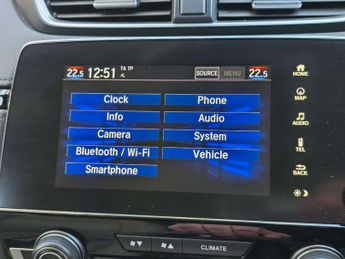 22.5 12:51 TA TP SOURCE MENU 22.5
Clock Phone
Info Audio
Camera System
Bluetooth / Wi-Fi Vehicle
Smartphone
HOME
MAP
AUDIO
TEL
BACK
CLIMATE